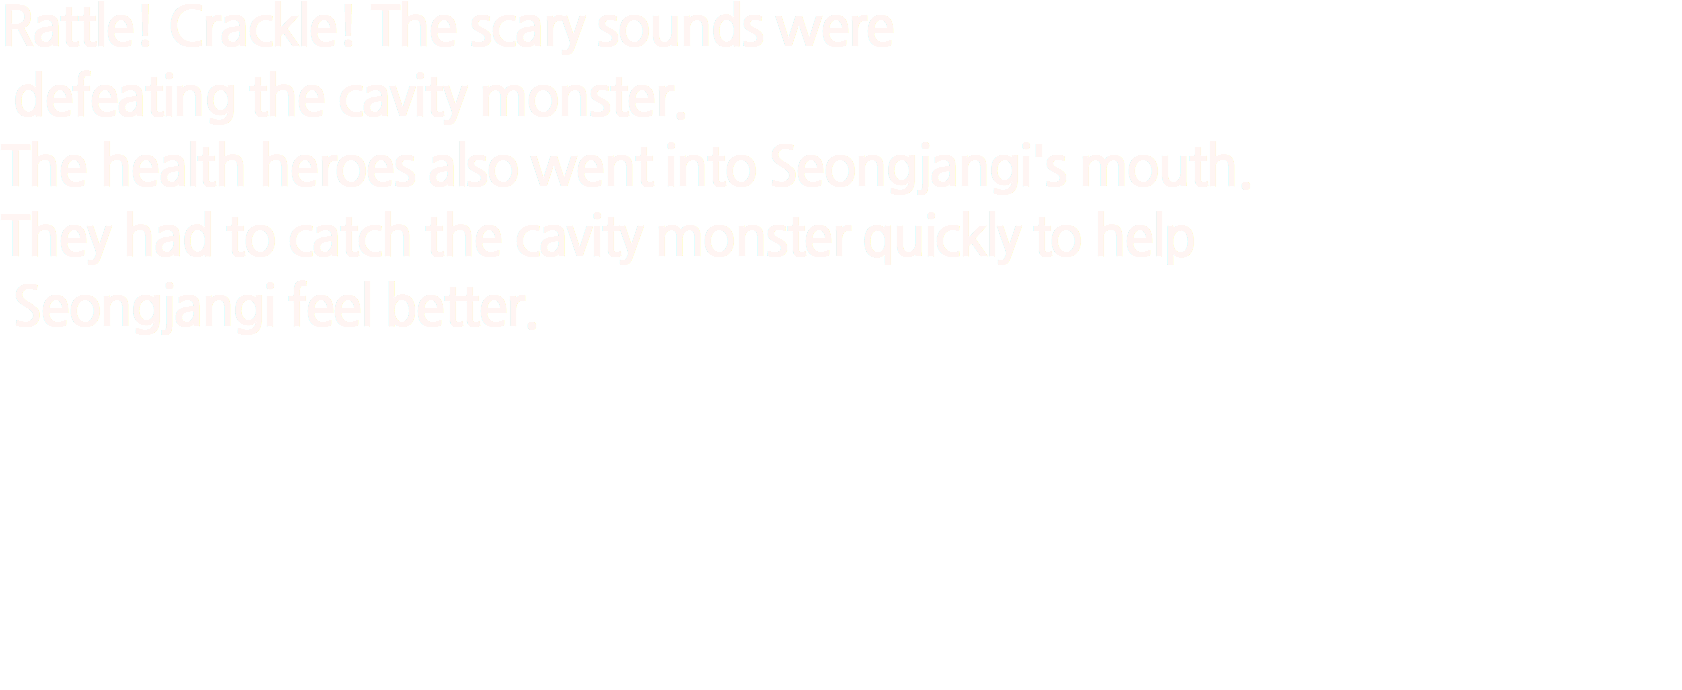 Rattle! Crackle! The scary sounds were
defeating the cavity monster.
The health heroes also went into Seongjangi's mouth.
They had to catch the cavity monster quickly to help
Seongjangi feel better.